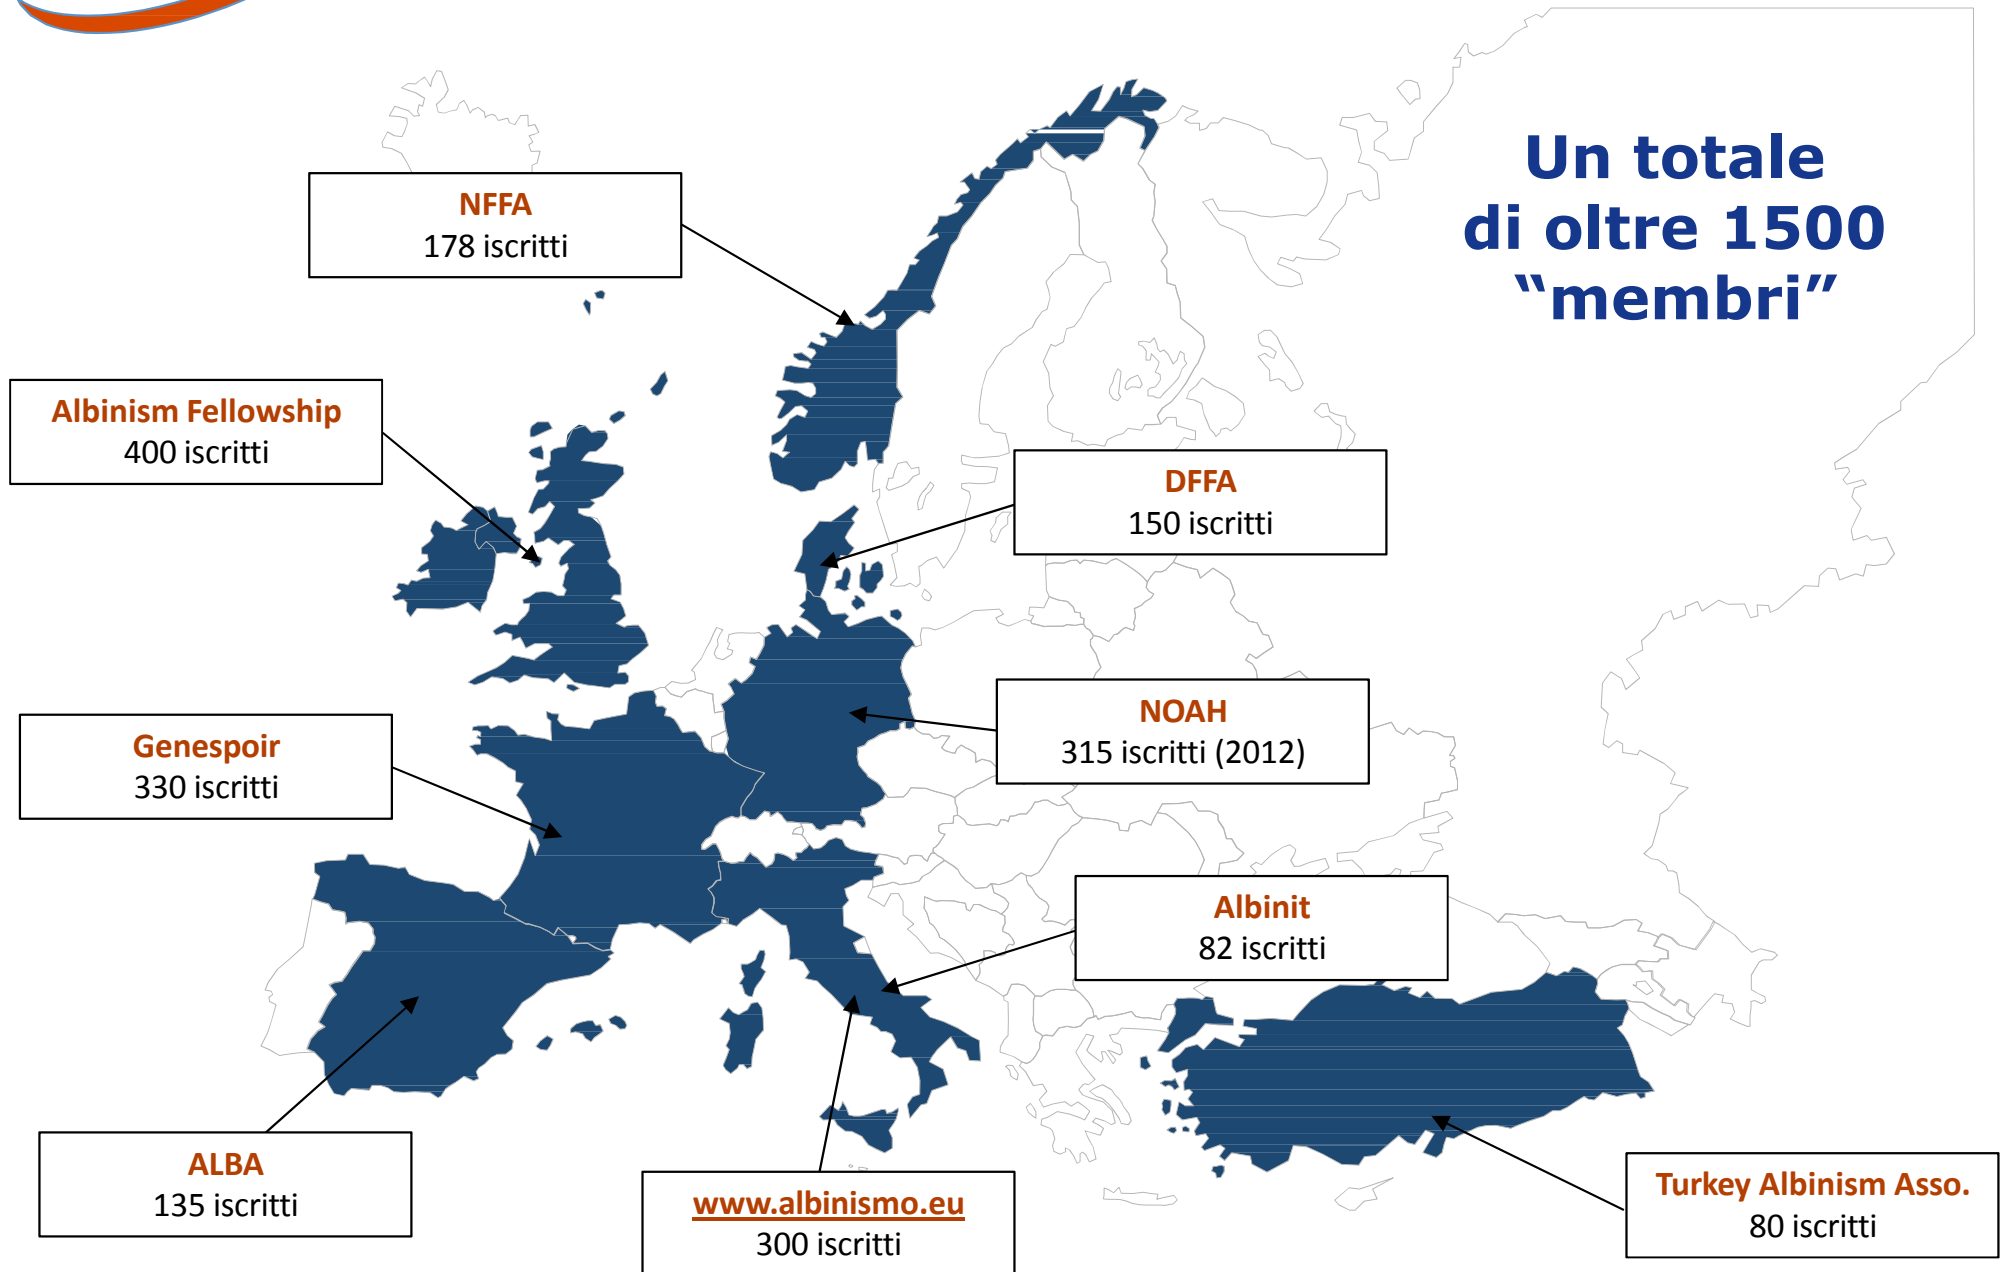 Un totale
di oltre 1500
“membri”
NFFA
178 iscritti
Albinism Fellowship
400 iscritti
DFFA
150 iscritti
NOAH
315 iscritti (2012)
Genespoir
330 iscritti
Albinit
82 iscritti
ALBA
135 iscritti
www.albinismo.eu
300 iscritti
Turkey Albinism Asso.
80 iscritti